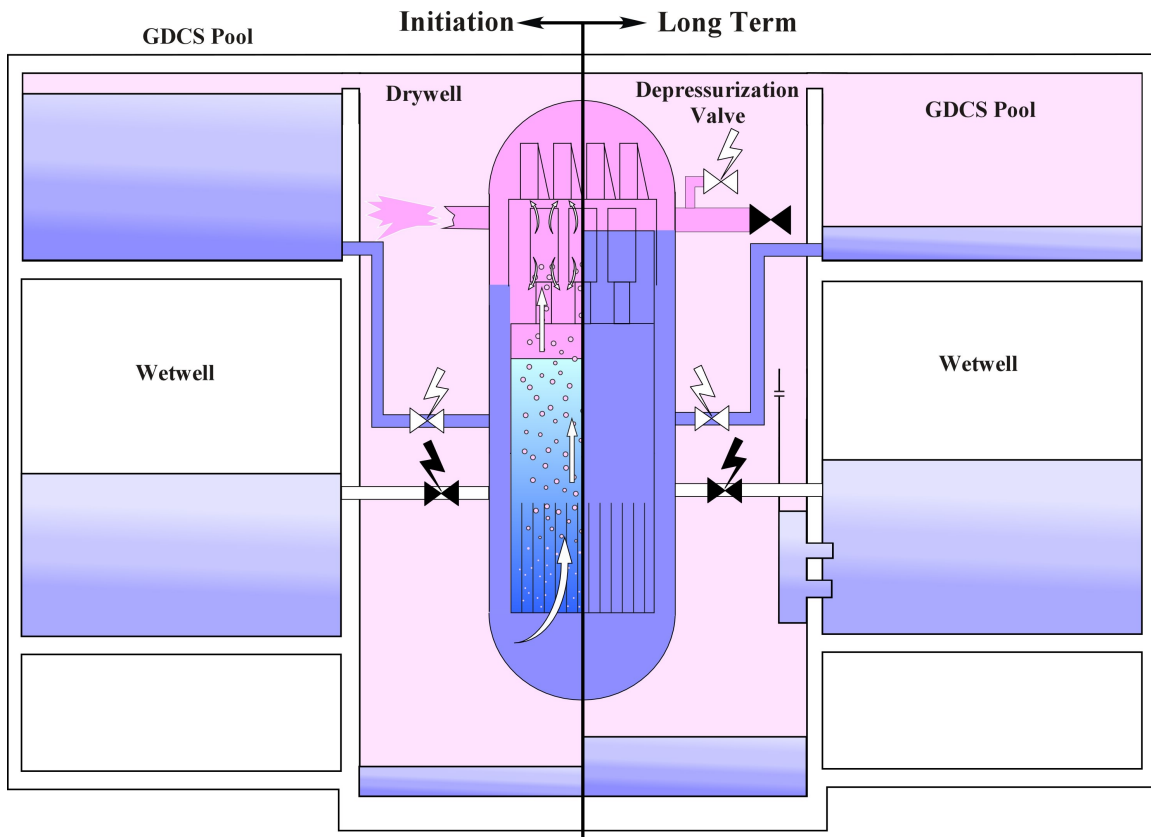 Initiation
Long Term
GDCS Pool
Drywell
Depressurization
Valve
GDCS Pool
Wetwell
Wetwell